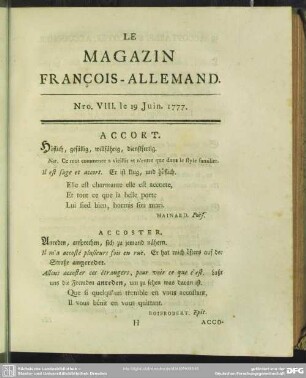 LE
MAGAZIN
FRANÇOIS-ALLEMAND.
Nro. VIII. le 19 Juin. 1777.
ACCORT.
Höflich, gefällig, willfährig, dienstfertig.
Not. Ce mot commence à vieillir et n'entre que dans le style familier.
Il est sage et accort. Er ist klug, und höflich.
Elle est charmante elle est accorte,
Et tout ce que la belle porte
Lui sied bien, hormis son mari.
MAINARD. Poës.
ACCOSTER.
Anreden, ansprechen, sich zu jemand nähern.
Il m'a accosté plusieurs fois en rue. Er hat mich öfters auf der
Strase angeredet.
Allons accoster ces étrangers, pour voir ce que c'est. laßt
uns die Fremden anreden, um zu sehen was daran ist.
Que si quelqu'un tremble en vous accostant,
Il vous bénit en vous quittant.
BOISROBERT. Epit.
H
ACCO-